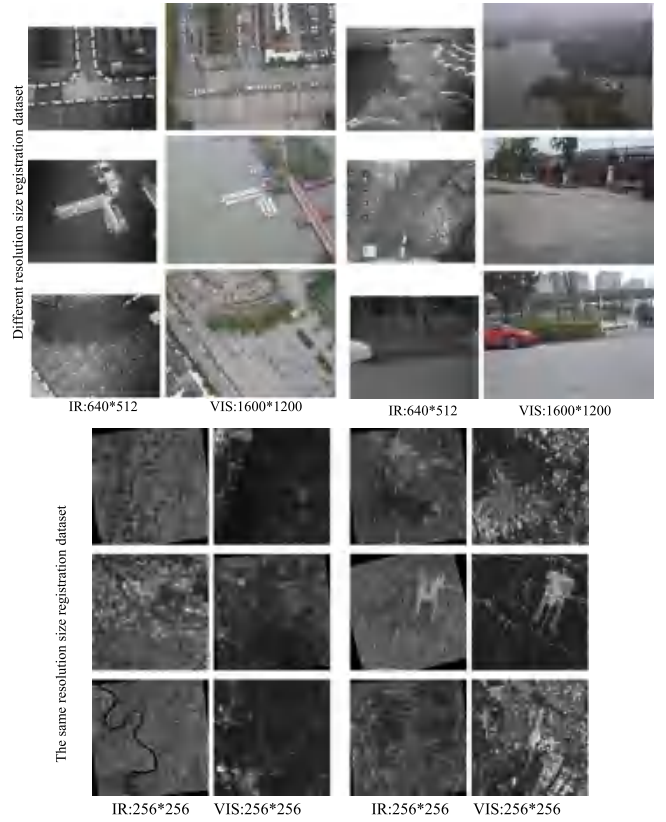 Different resolution size registration dataset
IR:640*512
VIS:1600*1200
IR:640*512
VIS:1600*1200
The same resolution size registration dataset
IR:256*256
VIS:256*256
IR:256*256
VIS:256*256